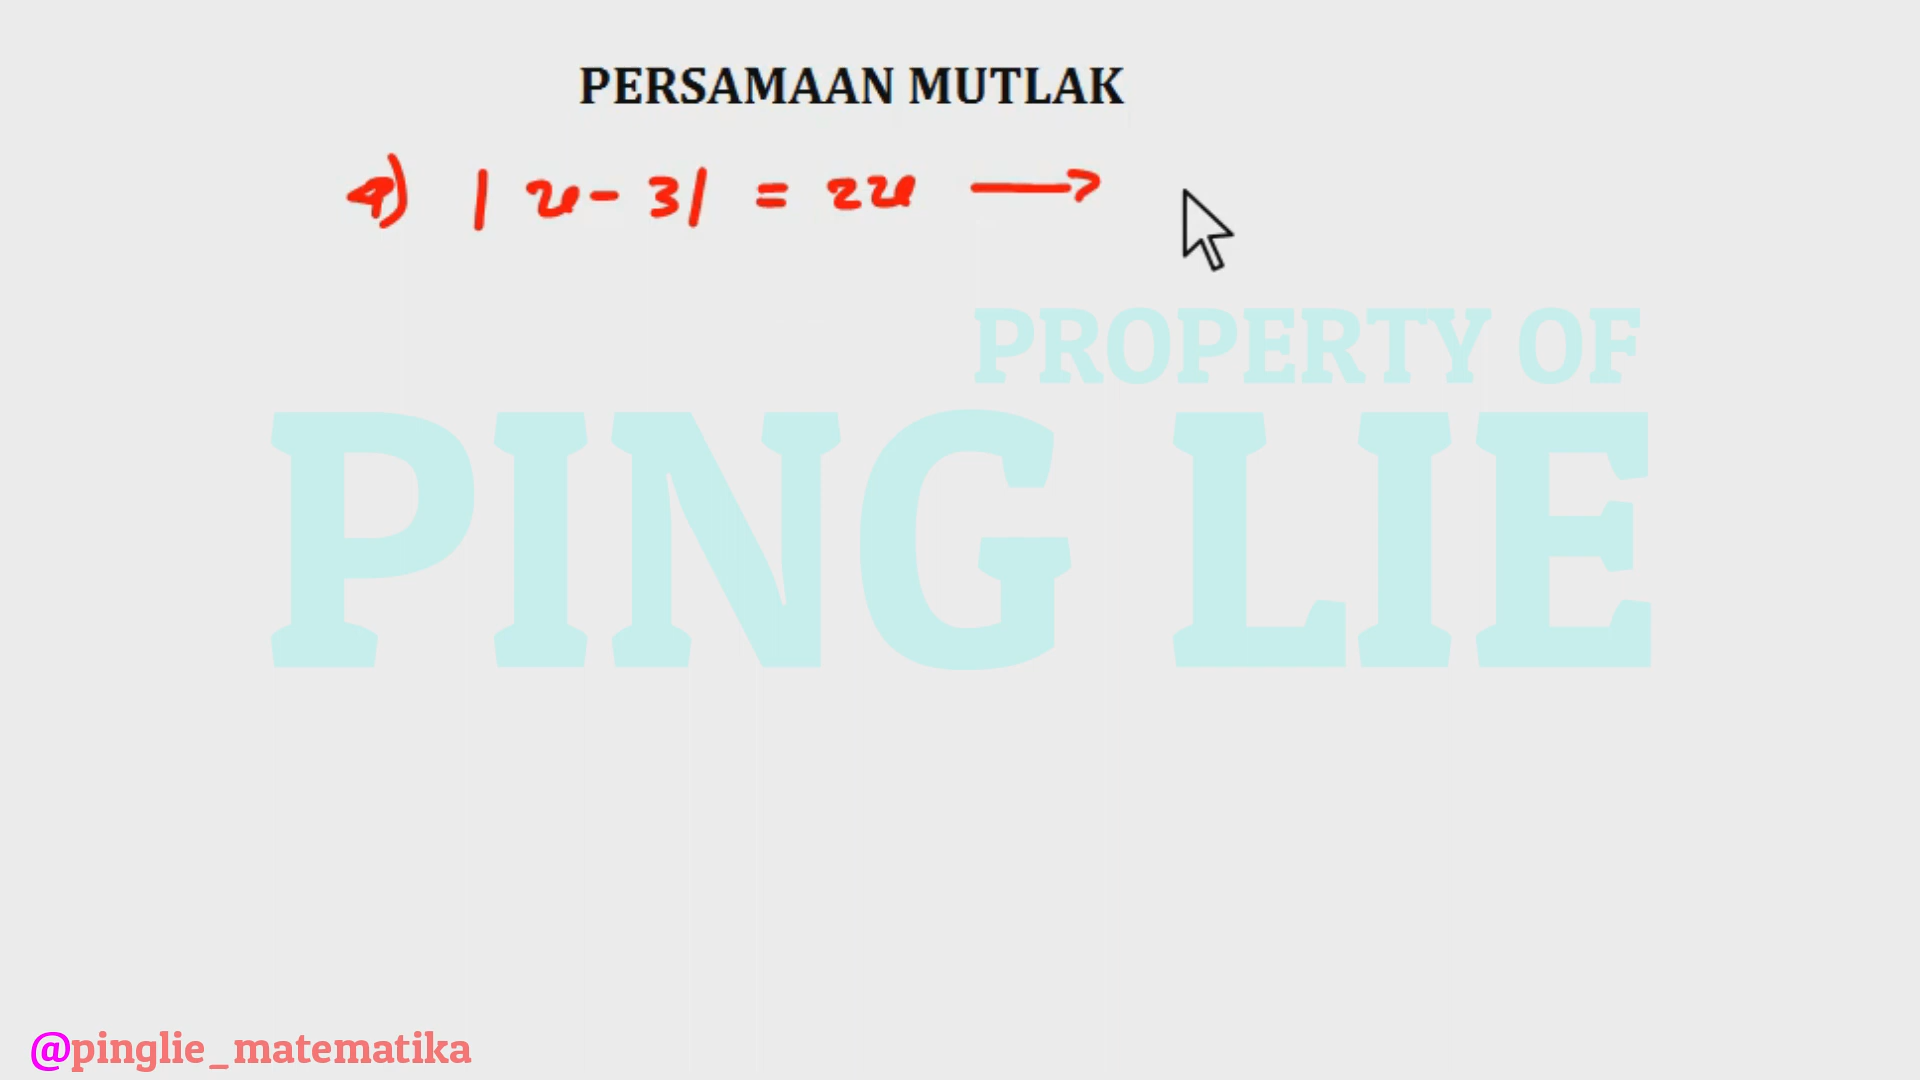 PERSAMAAN MUTLAK
4) | x - 3 | = 2x →
PROPERTY OF
PING LIE
@pinglie_matematika